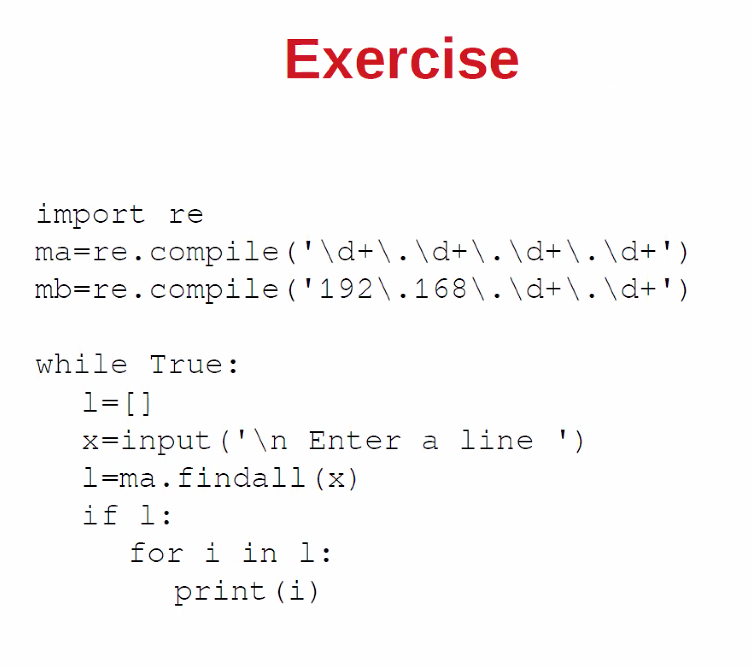 Exercise
import re
ma=re.compile('\d+\.\d+\.\d+\.\d+')
mb=re.compile('192\.168\.\d+\.\d+')
while True:
   l=[]
   x=input('\n Enter a line ')
   l=ma.findall(x)
   if l:
      for i in l:
         print(i)